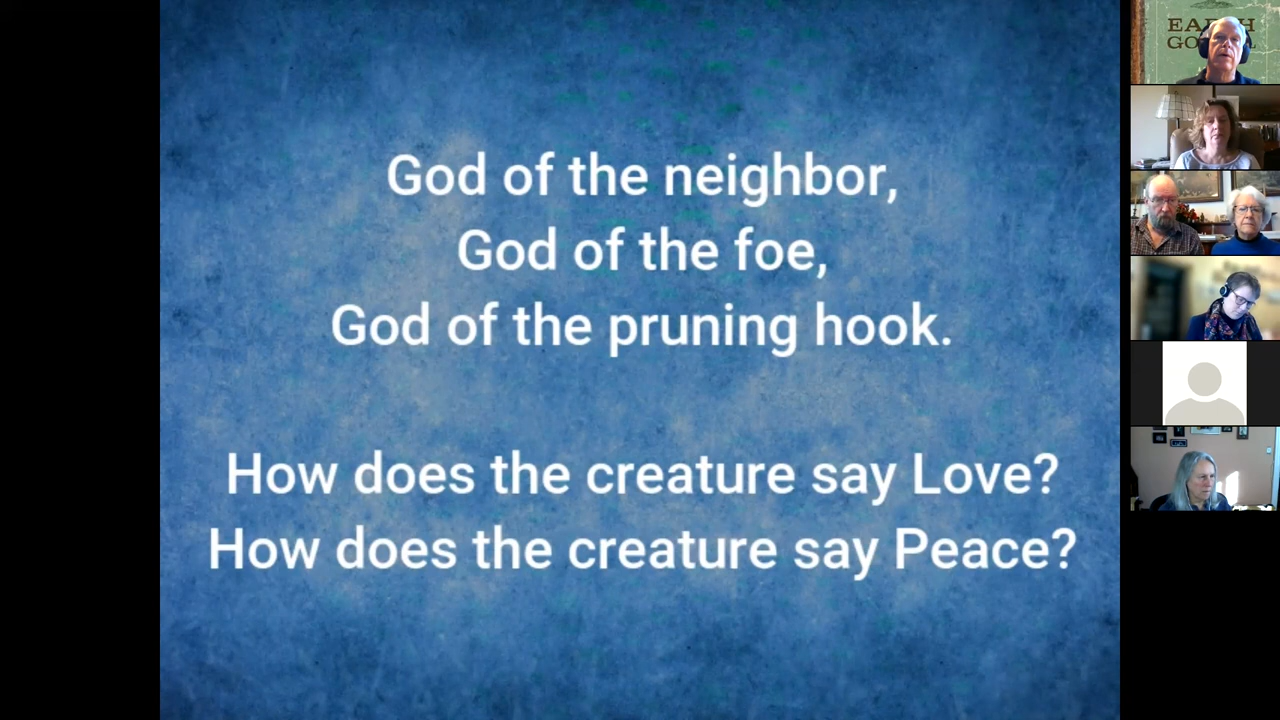 God of the neighbor,
God of the foe,
God of the pruning hook.
How does the creature say Love?
How does the creature say Peace?